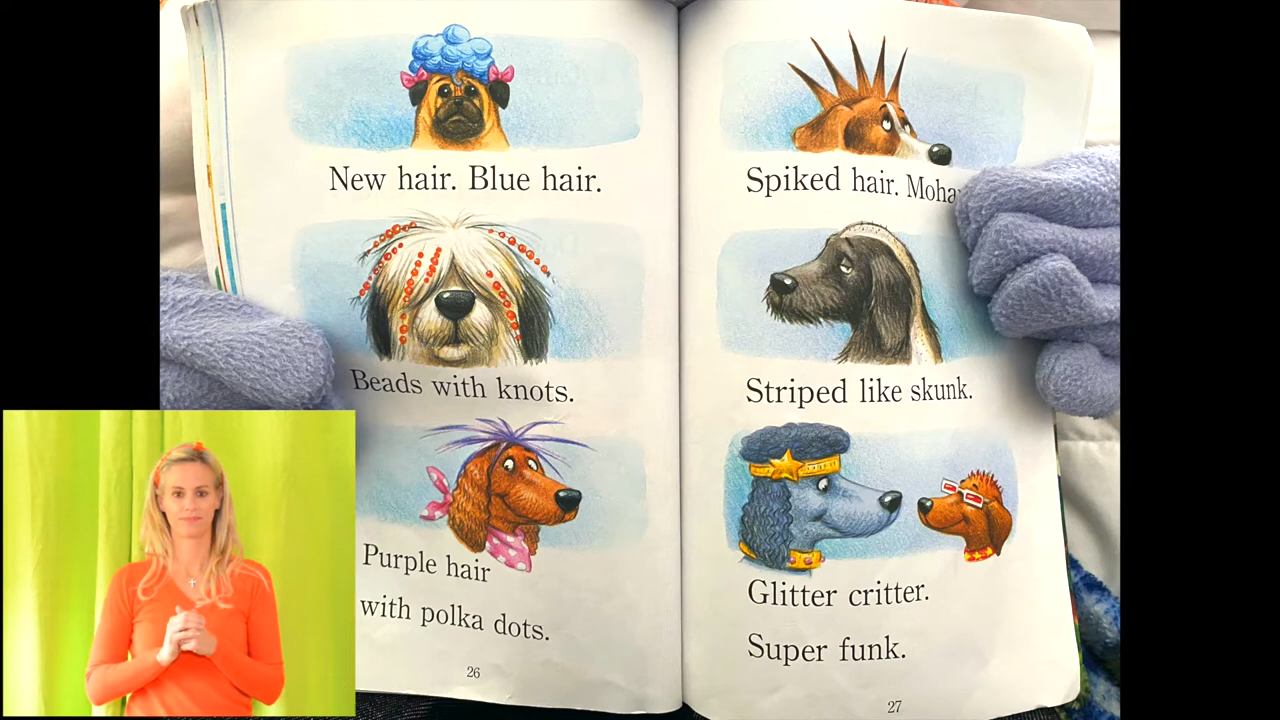 New hair. Blue hair.
Beads with knots.
Purple hair
with polka dots.
26
Spiked hair.
Striped like skunk.
Glitter critter.
Super funk.
27